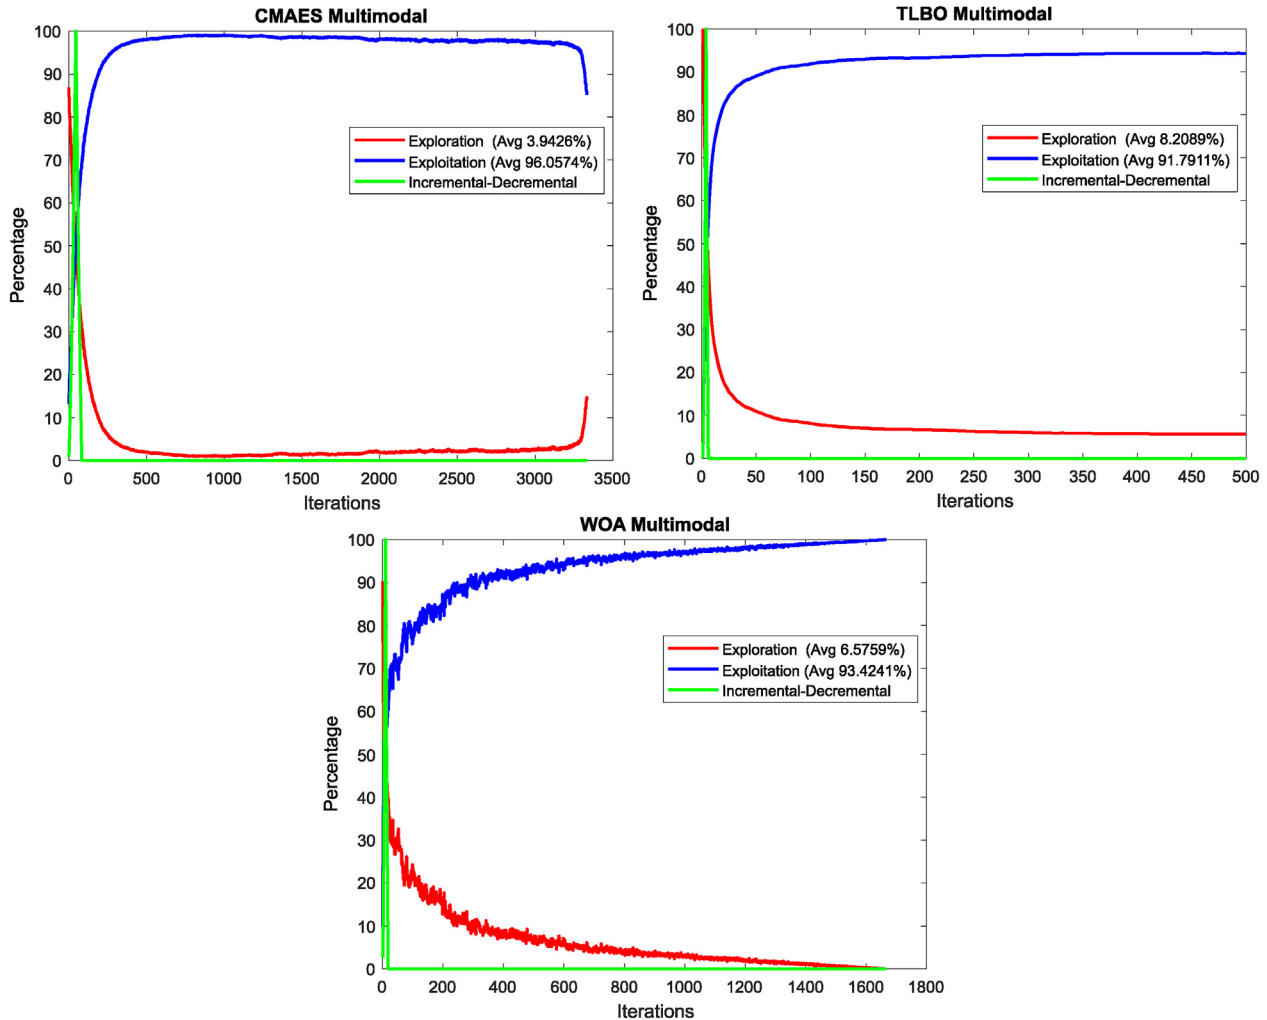 CMAES Multimodal
100
90
80
70
60
50
40
30
20
10
0
Percentage
Exploration (Avg 3.9426%)
Exploitation (Avg 96.0574%)
Incremental-Decremental
0 500 1000 1500 2000 2500 3000 3500
Iterctions
TLBO Multimodal
100
90
80
70
60
50
40
30
20
10
0
Percentage
Exploration (Avg 8.2089%)
Exploitation (Avg 91.7911%)
Incremental-Decremental
0 50 100 150 200 250 300 350 400 450 500
Iterctions
WOA Multimodal
100
90
80
70
60
50
40
30
20
10
0
Percentage
Exploration (Avg 6.5759%)
Exploitation (Avg 93.4241%)
Incremental-Decremental
0 200 400 600 800 1000 1200 1400 1600 1800
Iterctions